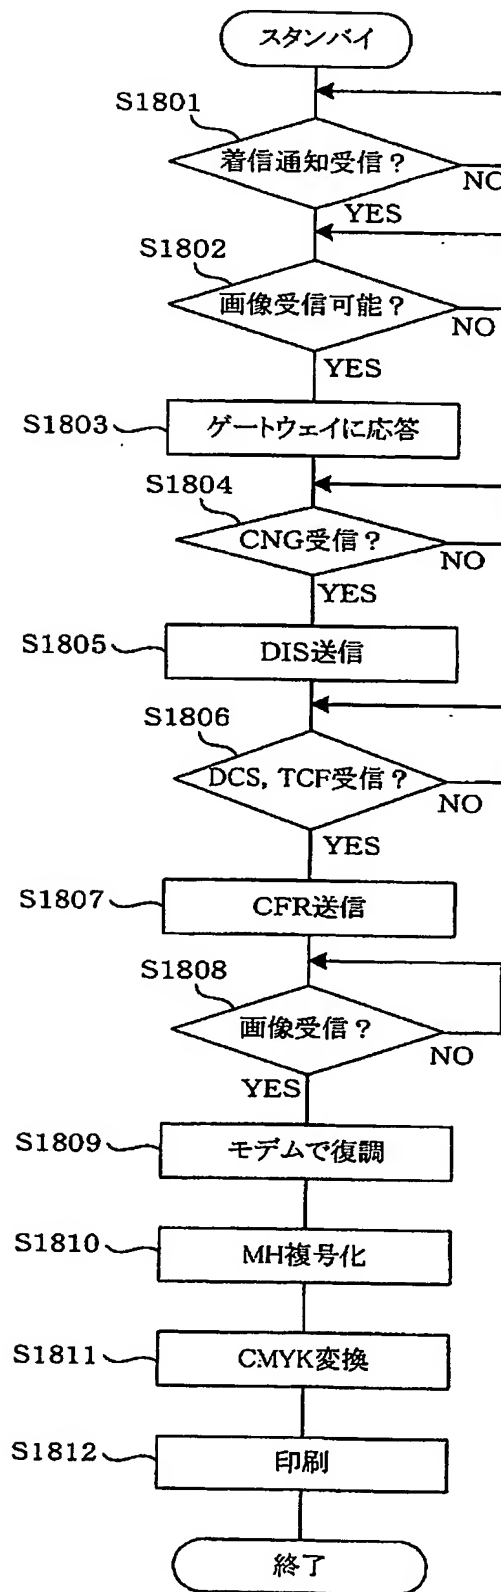 スタンバイ
S1801
着信通知受信？
NO
YES
S1802
画像受信可能？
NO
YES
S1803
ゲートウェイに応答
S1804
CNG受信？
NO
YES
S1805
DIS送信
S1806
DCS, TCF受信？
NO
YES
S1807
CFR送信
S1808
画像受信？
NO
YES
S1809
モデムで復調
S1810
MH複号化
S1811
CMYK変換
S1812
印刷
終了